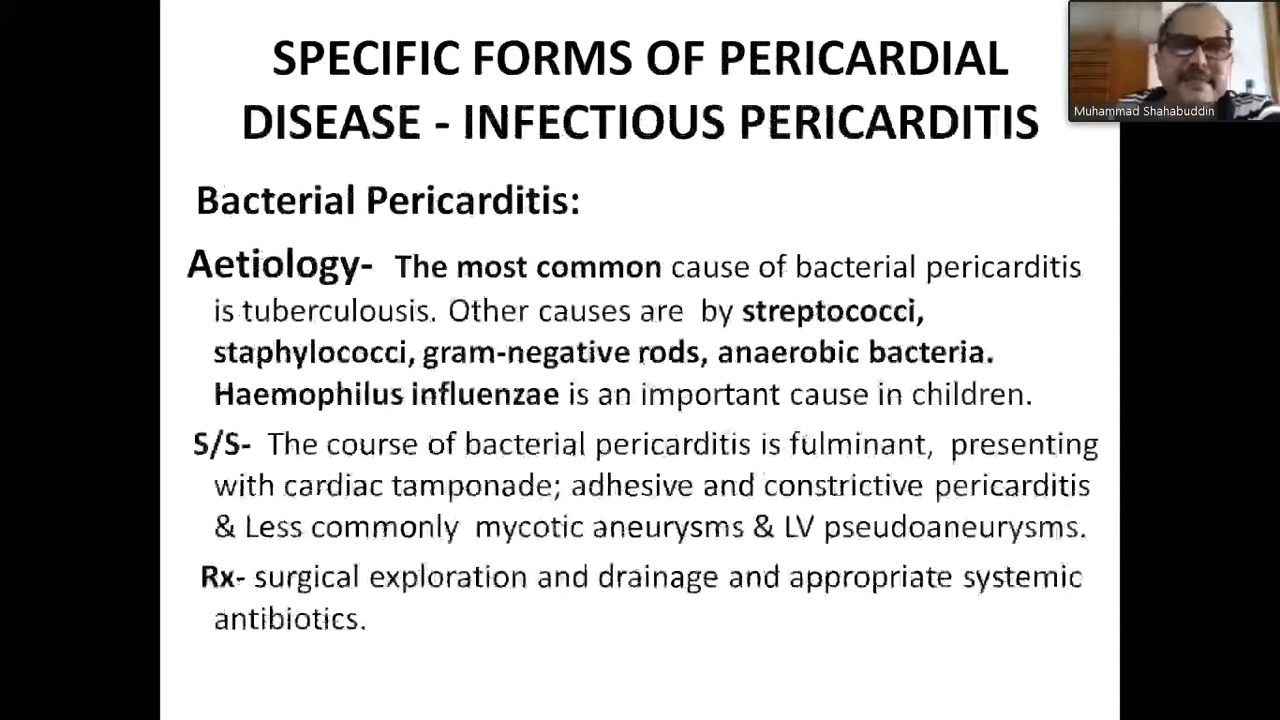 SPECIFIC FORMS OF PERICARDIAL
DISEASE - INFECTIOUS PERICARDITIS
Muhammad Shahabuddin
Bacterial Pericarditis:
Aetiology- The most common cause of bacterial pericarditis
is tuberculousis. Other causes are by streptococci,
staphylococci, gram-negative rods, anaerobic bacteria.
Haemophilus influenzae is an important cause in children.
S/S- The course of bacterial pericarditis is fulminant, presenting
with cardiac tamponade; adhesive and constrictive pericarditis
& Less commonly mycotic aneurysms & LV pseudoaneurysms.
Rx- surgical exploration and drainage and appropriate systemic
antibiotics.